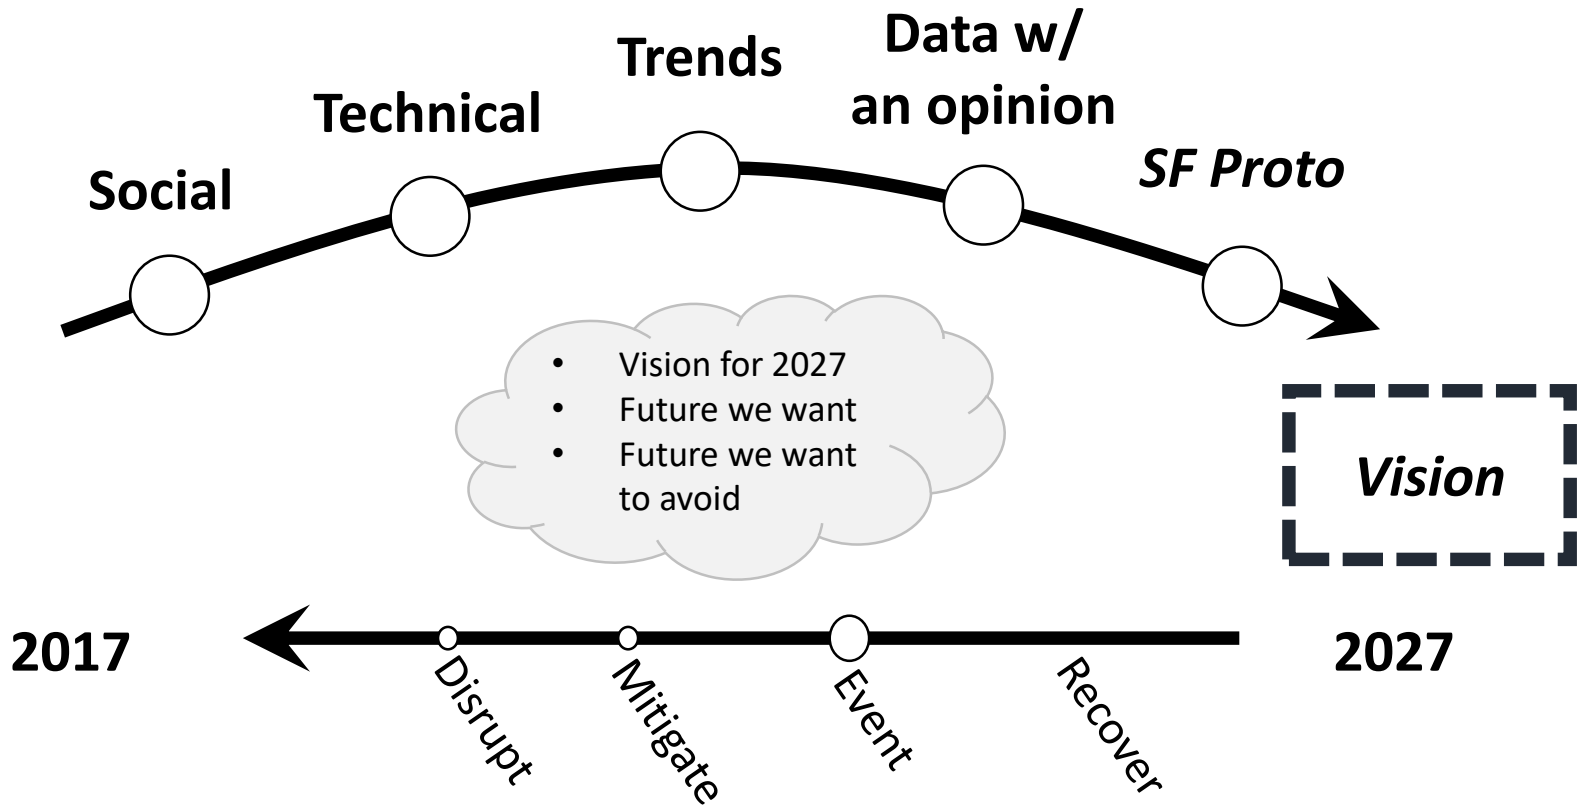 Social
Technical
Trends
Data w/
an opinion
SF Proto
• Vision for 2027
• Future we want
• Future we want
to avoid
Vision
2017
2027
Disrupt
Mitigate
Event
Recover